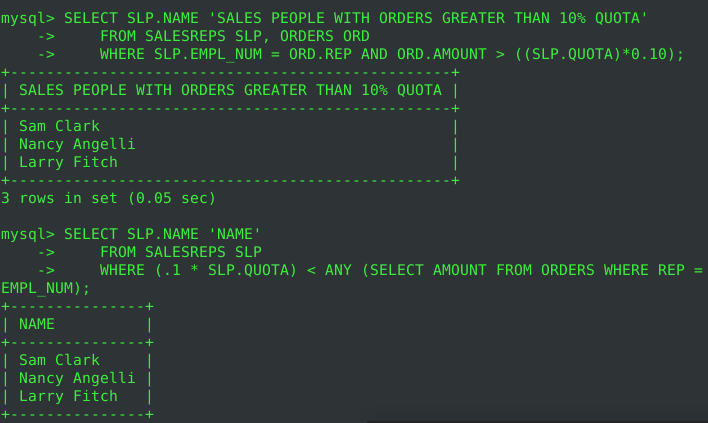 mysql> SELECT SLP.NAME 'SALES PEOPLE WITH ORDERS GREATER THAN 10% QUOTA'
    ->     FROM SALESREPS SLP, ORDERS ORD
    ->     WHERE SLP.EMPL_NUM = ORD.REP AND ORD.AMOUNT > ((SLP.QUOTA)*0.10);
+-------------------------------------------------+
| SALES PEOPLE WITH ORDERS GREATER THAN 10% QUOTA |
+-------------------------------------------------+
| Sam Clark                                       |
| Nancy Angelli                                   |
| Larry Fitch                                     |
+-------------------------------------------------+
3 rows in set (0.05 sec)

mysql> SELECT SLP.NAME 'NAME'
    ->     FROM SALESREPS SLP
    ->     WHERE (.1 * SLP.QUOTA) < ANY (SELECT AMOUNT FROM ORDERS WHERE REP =
EMPL_NUM);
+---------------+
| NAME          |
+---------------+
| Sam Clark     |
| Nancy Angelli |
| Larry Fitch   |
+---------------+